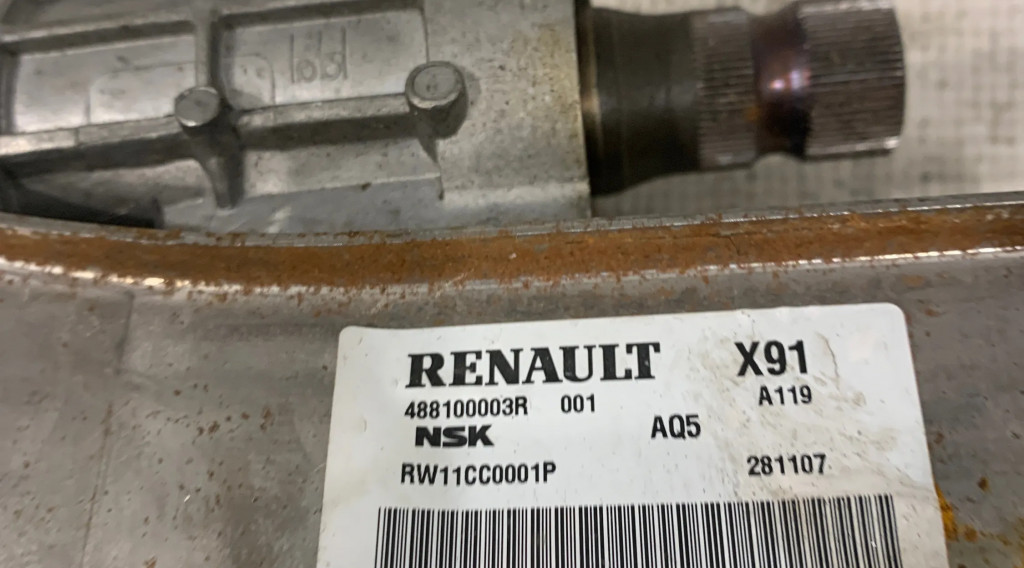 RENAULT X91
488100003R 001 A119
NSK AQ5
RW11CC0001P 281107